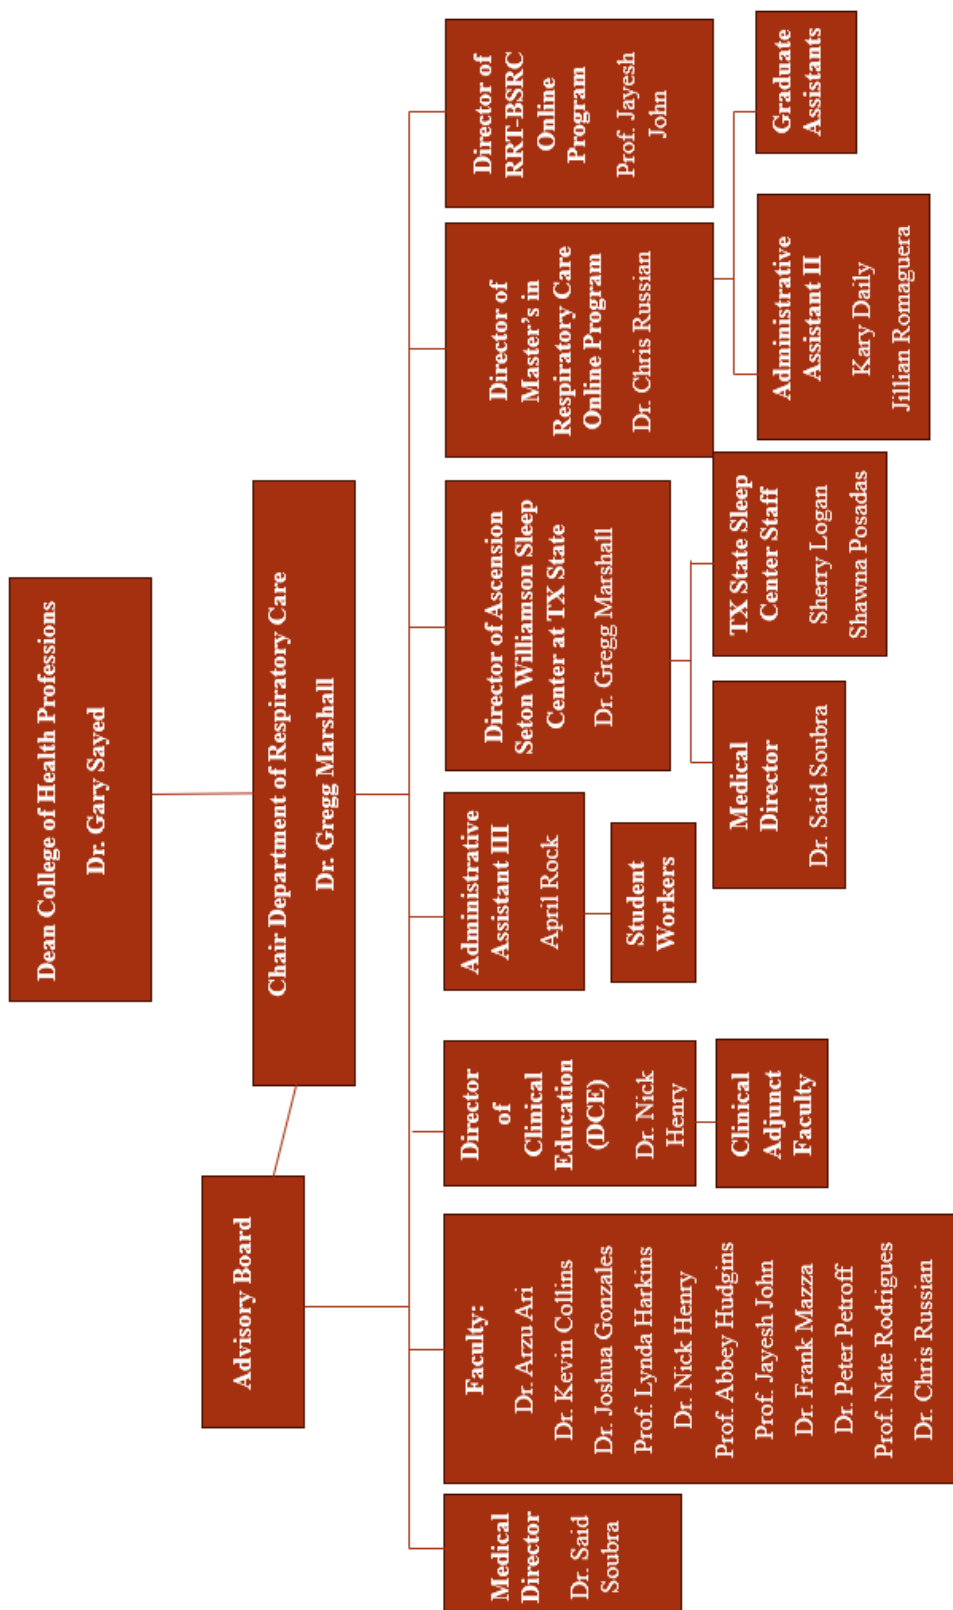 Dean College of Health Professions
Dr. Gary Sayed
Advisory Board
Chair Department of Respiratory Care
Dr. Gregg Marshall
Medical
Director
Dr. Said
Soubra
Faculty:
Dr. Arzu Ari
Dr. Kevin Collins
Dr. Joshua Gonzales
Prof. Lynda Harkins
Dr. Nick Henry
Prof. Abbey Hudgins
Prof. Jayesh John
Dr. Frank Mazza
Dr. Peter Petroff
Prof. Nate Rodrigues
Dr. Chris Russian
Director
of
Clinical
Education
(DCE)
Dr. Nick
Henry
Clinical
Adjunct
Faculty
Administrative
Assistant III
April Rock
Student
Workers
Director of Ascension
Seton Williamson Sleep
Center at TX State
Dr. Gregg Marshall
Medical
Director
Dr. Said Soubra
TX State Sleep
Center Staff
Sherry Logan
Shawna Posadas
Director of
Master's in
Respiratory Care
Online Program
Dr. Chris Russian
Administrative
Assistant II
Kary Daily
Jillian Romaguera
Graduate
Assistants
Director of
RRT-BSRC
Online
Program
Prof. Jayesh
John